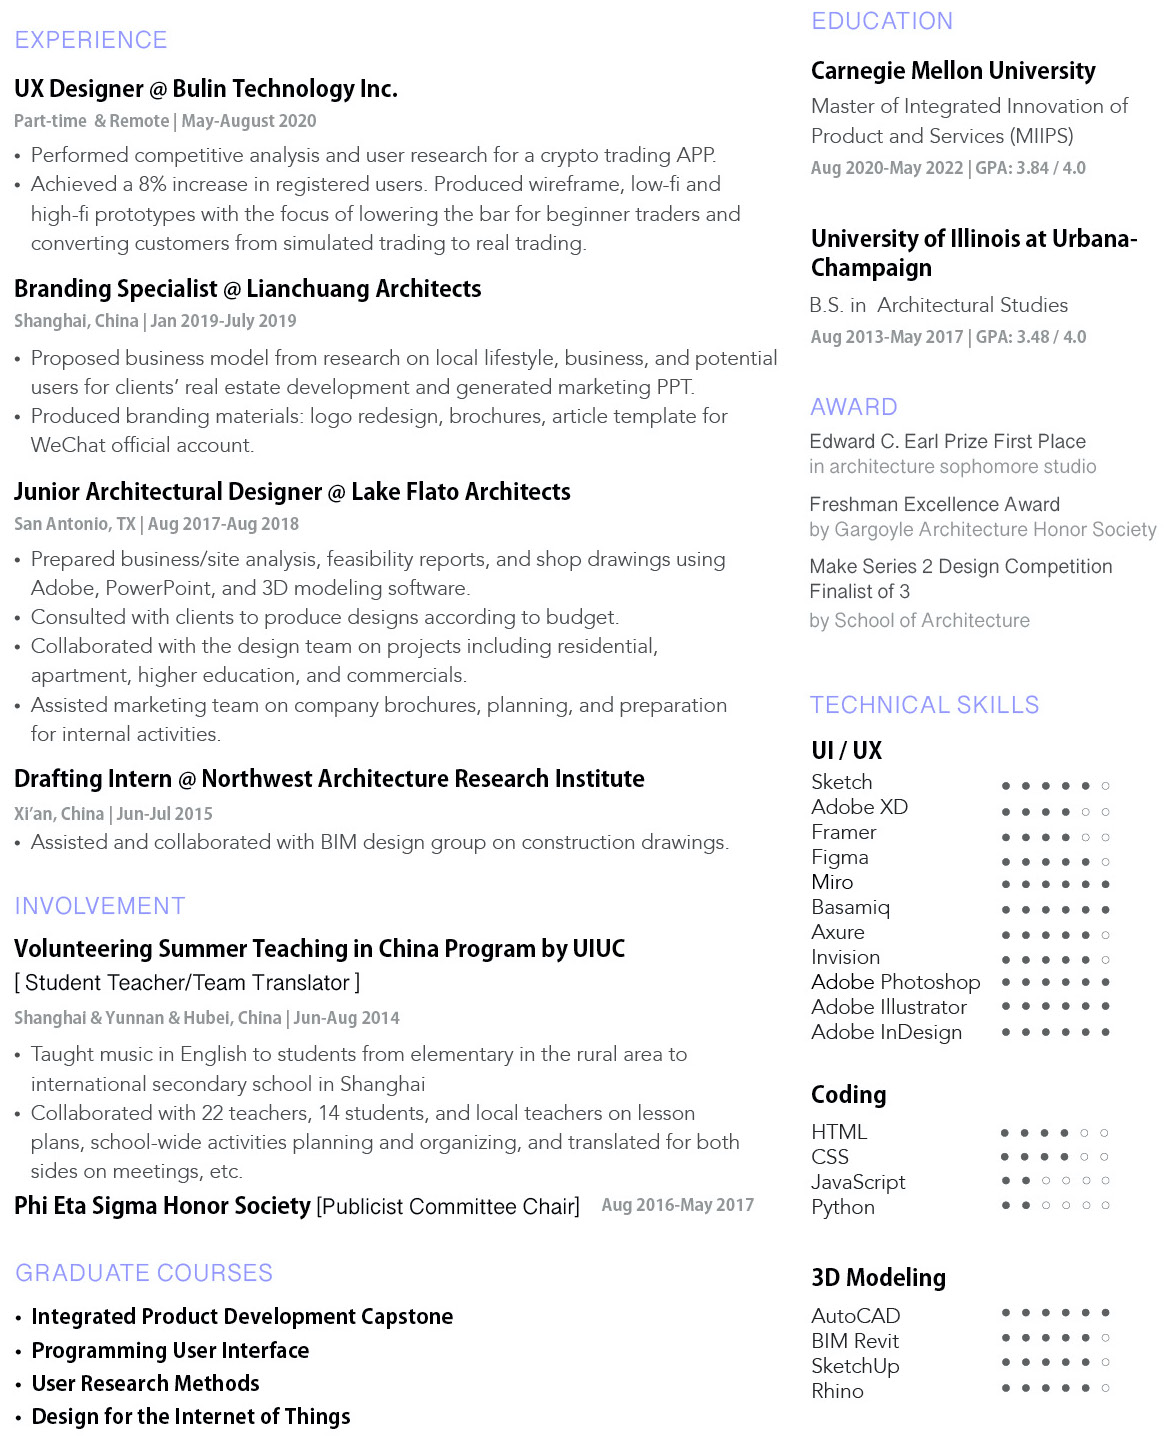 EXPERIENCE
UX Designer @ Bulin Technology Inc.
Part-time & Remote | May-August 2020
• Performed competitive analysis and user research for a crypto trading APP.
• Achieved a 8% increase in registered users. Produced wireframe, low-fi and
high-fi prototypes with the focus of lowering the bar for beginner traders and
converting customers from simulated trading to real trading.
Branding Specialist @ Lianchuang Architects
Shanghai, China | Jan 2019-July 2019
• Proposed business model from research on local lifestyle, business, and potential
users for clients’ real estate development and generated marketing PPT.
• Produced branding materials: logo redesign, brochures, article template for
WeChat official account.
Junior Architectural Designer @ Lake Flato Architects
San Antonio, TX | Aug 2017-Aug 2018
• Prepared business/site analysis, feasibility reports, and shop drawings using
Adobe, PowerPoint, and 3D modeling software.
• Consulted with clients to produce designs according to budget.
• Collaborated with the design team on projects including residential,
apartment, higher education, and commercials.
• Assisted marketing team on company brochures, planning, and preparation
for internal activities.
Drafting Intern @ Northwest Architecture Research Institute
Xi’an, China | Jun-Jul 2015
• Assisted and collaborated with BIM design group on construction drawings.
INVOLVEMENT
Volunteering Summer Teaching in China Program by UIUC
[ Student Teacher/Team Translator ]
Shanghai & Yunnan & Hubei, China | Jun-Aug 2014
• Taught music in English to students from elementary in the rural area to
international secondary school in Shanghai
• Collaborated with 22 teachers, 14 students, and local teachers on lesson
plans, school-wide activities planning and organizing, and translated for both
sides on meetings, etc.
Phi Eta Sigma Honor Society [Publicist Committee Chair] Aug 2016-May 2017
GRADUATE COURSES
• Integrated Product Development Capstone
• Programming User Interface
• User Research Methods
• Design for the Internet of Things
EDUCATION
Carnegie Mellon University
Master of Integrated Innovation of
Product and Services (MIIPS)
Aug 2020-May 2022 | GPA: 3.84 / 4.0
University of Illinois at Urbana-
Champaign
B.S. in Architectural Studies
Aug 2013-May 2017 | GPA: 3.48 / 4.0
AWARD
Edward C. Earl Prize First Place
in architecture sophomore studio
Freshman Excellence Award
by Gargoyle Architecture Honor Society
Make Series 2 Design Competition
Finalist of 3
by School of Architecture
TECHNICAL SKILLS
UI / UX
Sketch
Adobe XD
Framer
Figma
Miro
Basamiq
Axure
Invision
Adobe Photoshop
Adobe Illustrator
Adobe InDesign
Coding
HTML
CSS
JavaScript
Python
3D Modeling
AutoCAD
BIM Revit
SketchUp
Rhino